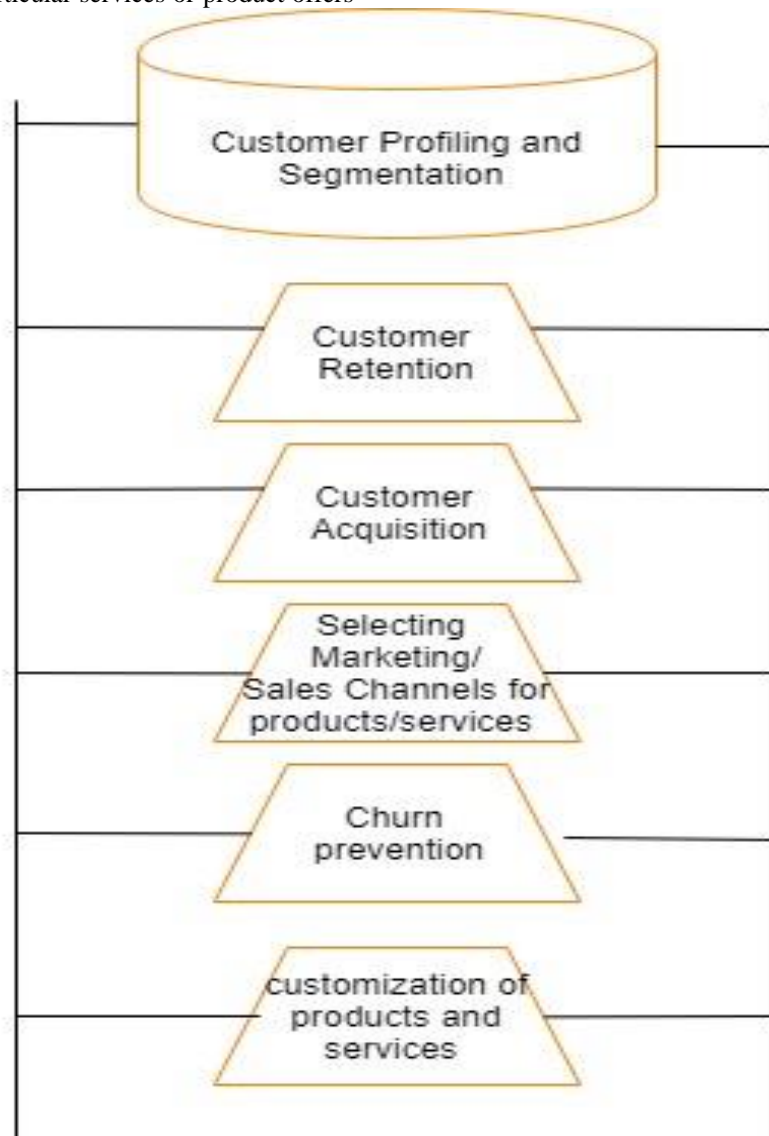 services or product offers
Customer Profiling and
Segmentation
Customer
Retention
Customer
Acquisition
Selecting
Marketing/
Sales Channels for
products/services
Churn
prevention
customization of
products and
services